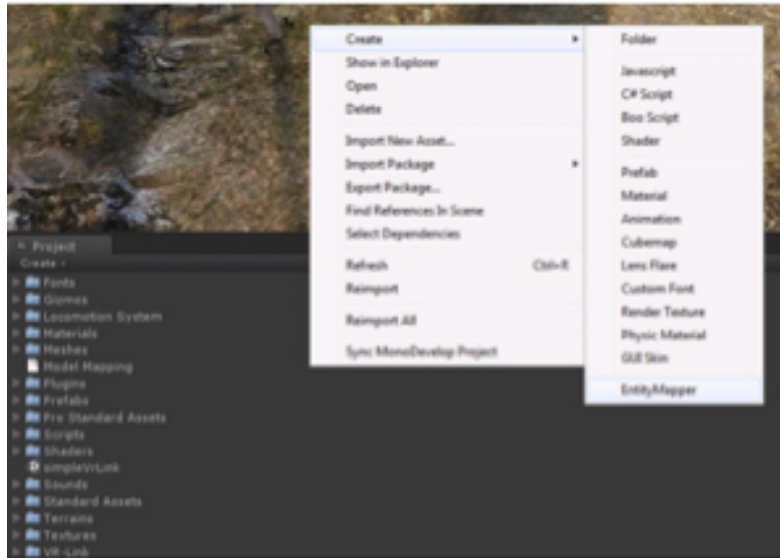 Create
Show in Explorer
Open
Delete
Import New Asset...
Import Package
Export Package...
Find References In Scene
Select Dependencies
Refresh Ctrl+R
Reimport
Reimport All
Sync MonoDevelop Project
Folder
Javascript
C# Script
Boo Script
Shader
Prefab
Material
Animation
Cubemap
Lens Flare
Custom Font
Render Texture
Physic Material
GUI Skin
EntityMapper
Project
Create
Fonts
Gizmos
Locomotion System
Materials
Meshes
Model Mapping
Plugins
Prefabs
Pro Standard Assets
Scripts
Shaders
simpleVrLink
Sounds
Standard Assets
Terrains
Textures
VR-Link